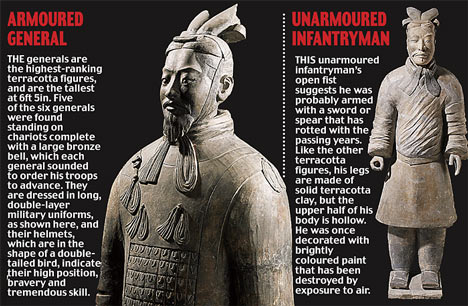 ARMOURED
GENERAL
THE generals are
the highest-ranking
terracotta figures,
and are the tallest
at 6ft 5in. Five
of the six generals
were found
standing on
chariots complete
with a large bronze
bell, which each
general sounded
to order his troops
to advance. They
are dressed in long,
double-layer
military uniforms,
as shown here, and
their helmets,
which are in the
shape of a double-
tailed bird, indicate
their high position,
bravery and
tremendous skill.
UNARMOURED
INFANTRYMAN
THIS unarmoured
infantryman's
open fist
suggests he was
probably armed
with a sword or
spear that has
rotted with the
passing years.
Like the other
terracotta
figures, his legs
are made of
solid terracotta
clay, but the
upper half of his
body is hollow.
He was once
decorated with
brightly
coloured paint
that has been
destroyed by
exposure to air.